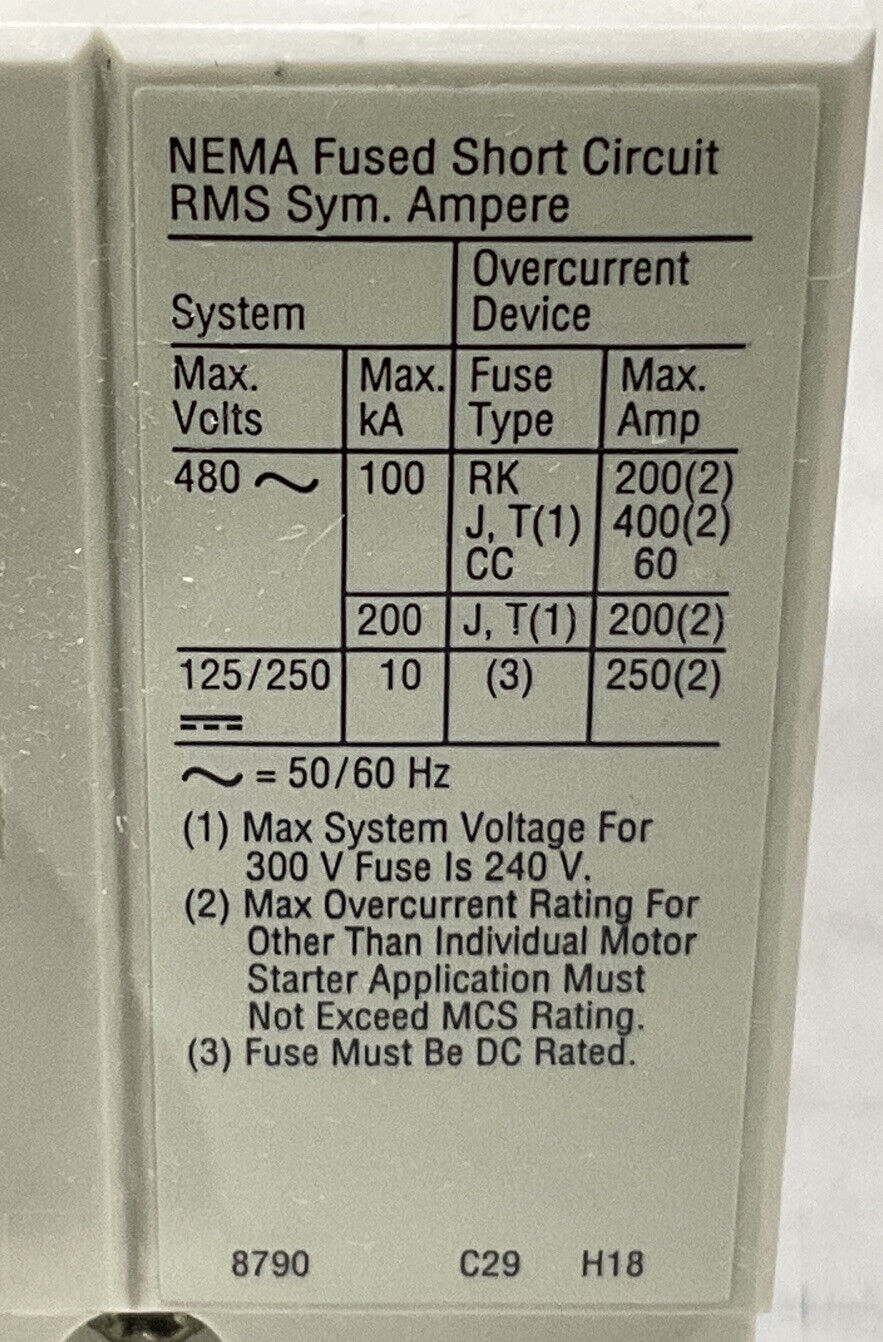 NEMA Fused Short Circuit
RMS Sym. Ampere
System
Overcurrent
Device
Max.
Volts
Max.
kA
Fuse
Type
Max.
Amp
480 ~ 100 RK 200(2)
J, T(1) 400(2)
CC 60
200 J, T(1) 200(2)
125/250 10 (3) 250(2)
⎓
~ = 50/60 Hz
(1) Max System Voltage For
300 V Fuse Is 240 V.
(2) Max Overcurrent Rating For
Other Than Individual Motor
Starter Application Must
Not Exceed MCS Rating.
(3) Fuse Must Be DC Rated.
8790 C29 H18